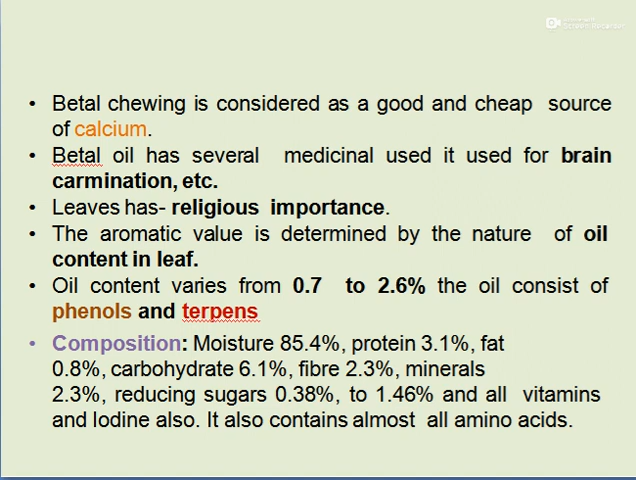 • Betal chewing is considered as a good and cheap source
of calcium.
• Betal oil has several medicinal used it used for brain
carmination, etc.
• Leaves has- religious importance.
• The aromatic value is determined by the nature of oil
content in leaf.
• Oil content varies from 0.7 to 2.6% the oil consist of
phenols and terpens
• Composition: Moisture 85.4%, protein 3.1%, fat
0.8%, carbohydrate 6.1%, fibre 2.3%, minerals
2.3%, reducing sugars 0.38%, to 1.46% and all vitamins
and Iodine also. It also contains almost all amino acids.